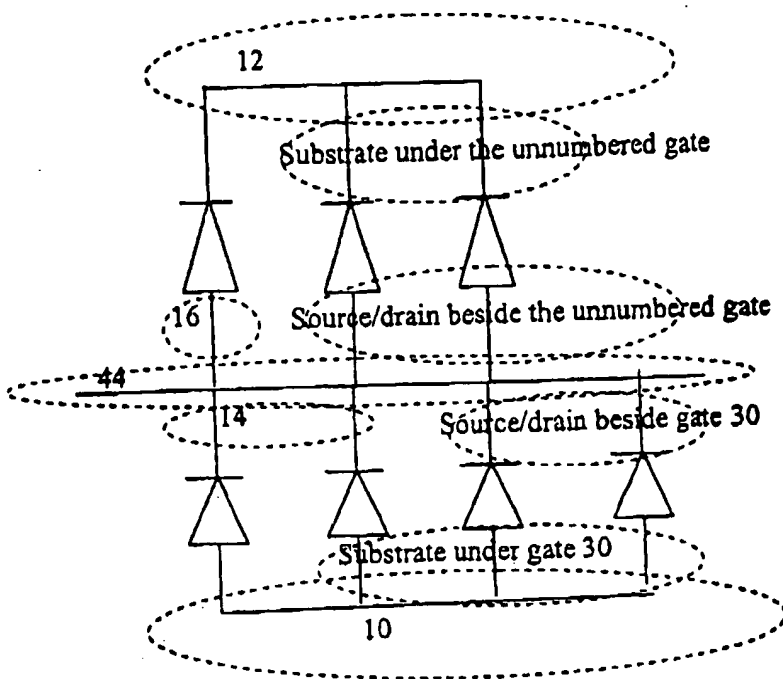 12
Substrate under the unnumbered gate
16
Source/drain beside the unnumbered gate
44
14
Source/drain beside gate 30
Substrate under gate 30
10